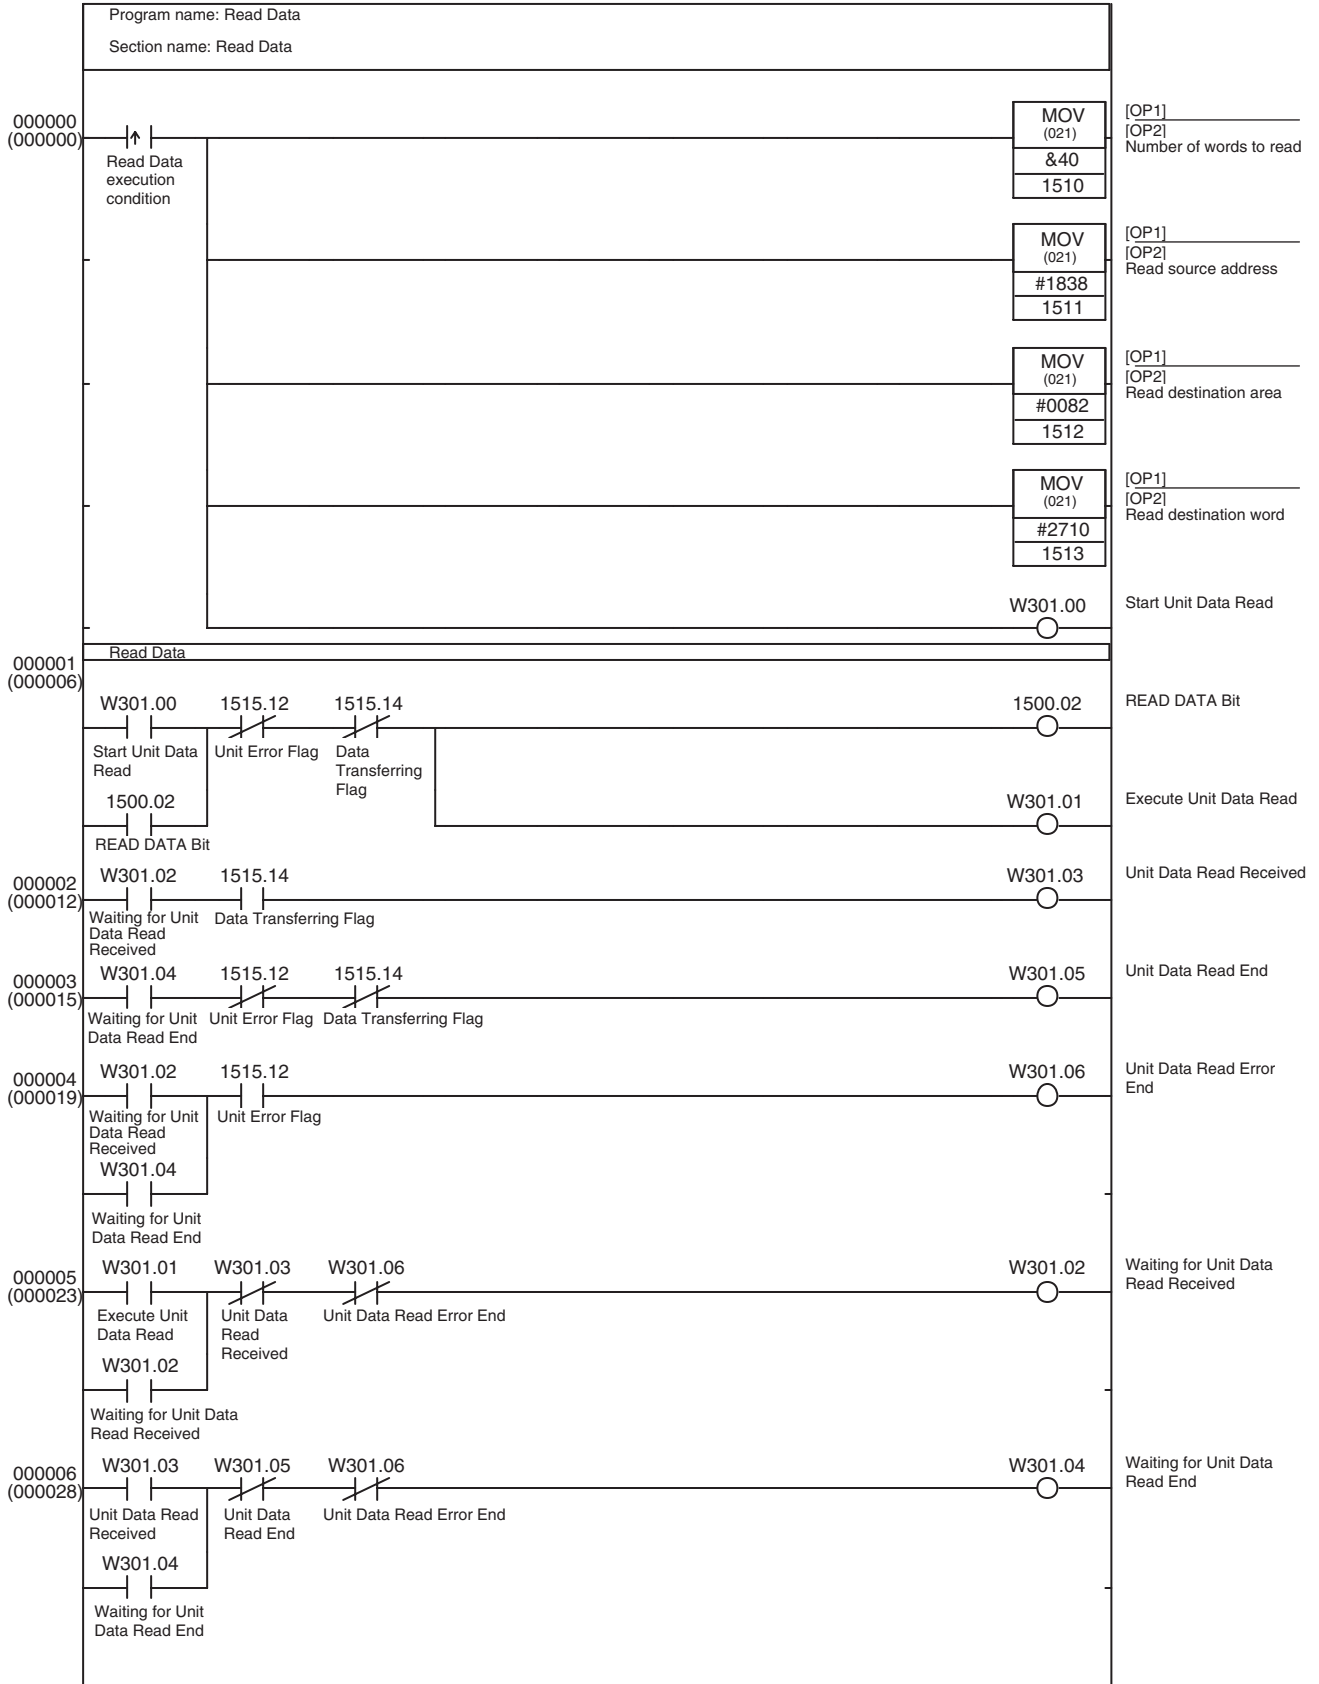 Program name: Read Data
Section name: Read Data
000000
(000000)
Read Data
execution
condition
MOV
(021)
&40
1510
[OP1]
[OP2]
Number of words to read
MOV
(021)
#1838
1511
[OP1]
[OP2]
Read source address
MOV
(021)
#0082
1512
[OP1]
[OP2]
Read destination area
MOV
(021)
#2710
1513
[OP1]
[OP2]
Read destination word
W301.00
Start Unit Data Read
Read Data
000001
(000006)
W301.00 1515.12 1515.14 1500.02
READ DATA Bit
Start Unit Data
Read
Unit Error Flag
Data
Transferring
Flag
1500.02
READ DATA Bit
W301.01
Execute Unit Data Read
000002
(000012)
W301.02 1515.14 W301.03
Unit Data Read Received
Waiting for Unit
Data Read
Received
Data Transferring Flag
000003
(000015)
W301.04 1515.12 1515.14 W301.05
Unit Data Read End
Waiting for Unit
Data Read End
Unit Error Flag
Data Transferring Flag
000004
(000019)
W301.02 1515.12 W301.06
Unit Data Read Error
End
Waiting for Unit
Data Read
Received
Unit Error Flag
W301.04
Waiting for Unit
Data Read End
000005
(000023)
W301.01 W301.03 W301.06 W301.02
Waiting for Unit Data
Read Received
Execute Unit
Data Read
Unit Data
Read
Received
Unit Data Read Error End
W301.02
Waiting for Unit Data
Read Received
000006
(000028)
W301.03 W301.05 W301.06 W301.04
Waiting for Unit Data
Read End
Unit Data Read
Received
Unit Data
Read End
Unit Data Read Error End
W301.04
Waiting for Unit
Data Read End